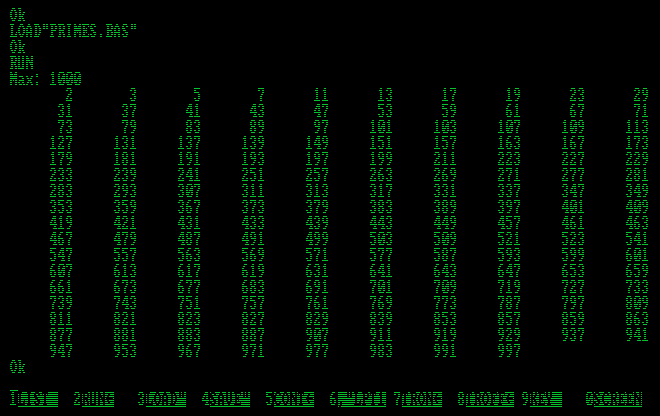 Ok
LOAD"PRIMES.BAS"
Ok
RUN
Max: 1000
2 3 5 7 11 13 17 19 23 29
31 37 41 43 47 53 59 61 67 71
73 79 83 89 97 101 103 107 109 113
127 131 137 139 149 151 157 163 167 173
179 181 191 193 197 199 211 223 227 229
233 239 241 251 257 263 269 271 277 281
283 293 307 311 313 317 331 337 347 349
353 359 367 373 379 383 389 397 401 409
419 421 431 433 439 443 449 457 461 463
467 479 487 491 499 503 509 521 523 541
547 557 563 569 571 577 587 593 599 601
607 613 617 619 631 641 643 647 653 659
661 673 677 683 691 701 709 719 727 733
739 743 751 757 761 769 773 787 797 809
811 821 823 827 829 839 853 857 859 863
877 881 883 887 907 911 919 929 937 941
947 953 967 971 977 983 991 997
Ok
1LIST 2RUN← 3LOAD" 4SAVE" 5CONT← 6,"LPT1 7TRON← 8TROFF← 9KEY 0SCREEN